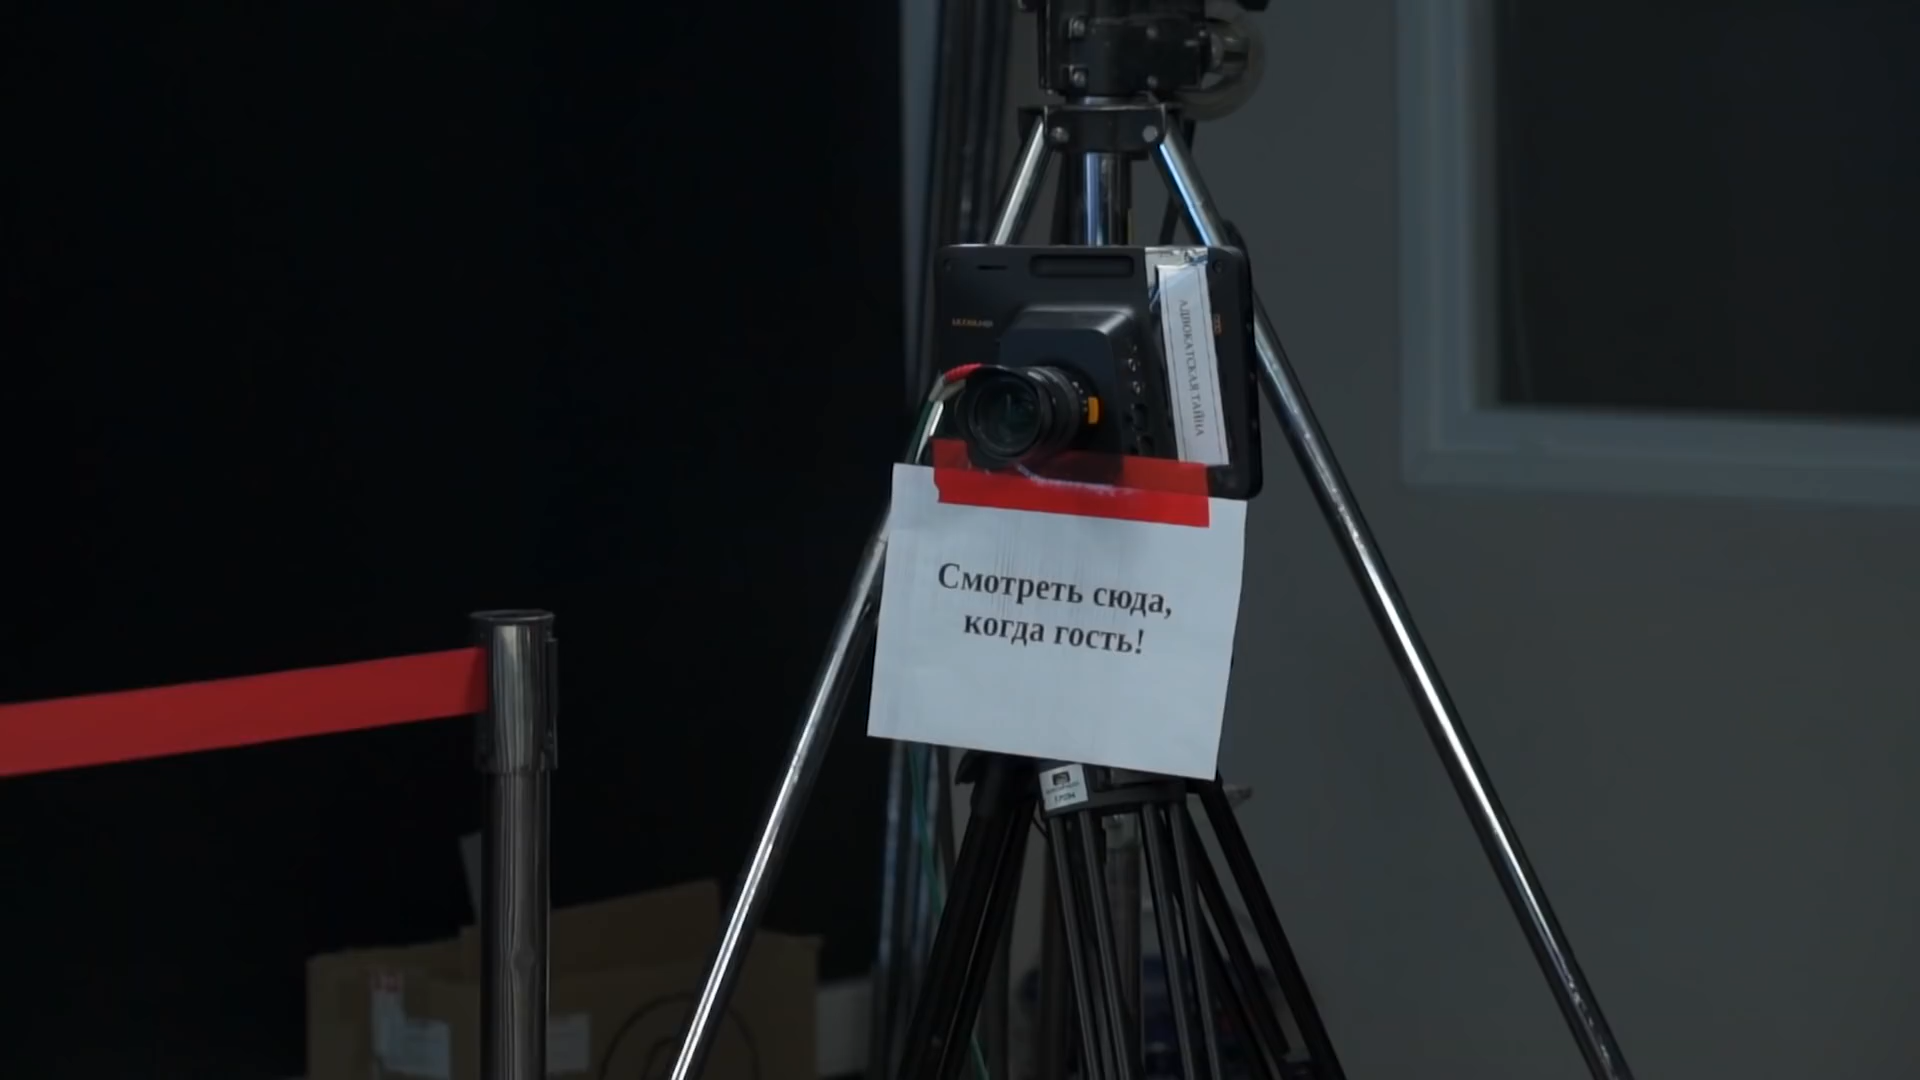 АДВОКАТСКАЯ ТАЙНА
Смотреть сюда,
когда гость!